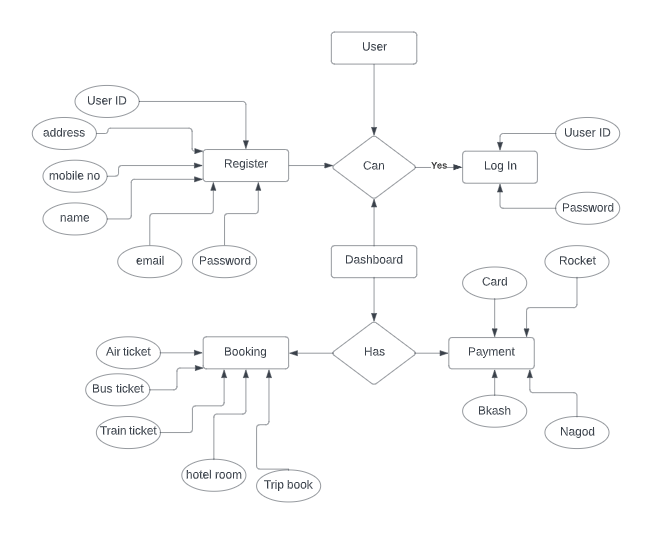 User
User ID
address
mobile no
name
email
Password
Register
Can
Yes
Log In
Uuser ID
Password
Dashboard
Card
Rocket
Has
Payment
Bkash
Nagod
Booking
Air ticket
Bus ticket
Train ticket
hotel room
Trip book